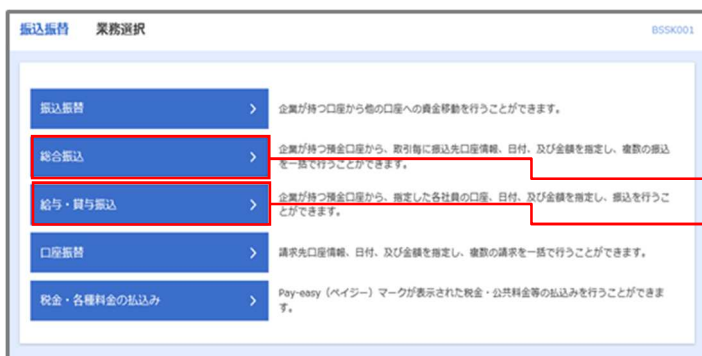 振込振替 業務選択 BSSK001
振込振替 企業が持つ口座から他の口座への資金移動を行うことができます。
総合振込 企業が持つ預金口座から、取引毎に振込先口座情報、日付、及び金額を指定し、複数の振込
を一括で行うことができます。
給与・賞与振込 企業が持つ預金口座から、指定した各社員の口座、日付、及び金額を指定し、振込を行うこ
とができます。
口座振替 請求先口座情報、日付、及び金額を指定し、複数の請求を一括で行うことができます。
税金・各種料金の払込み Pay-easy（ペイジー）マークが表示された税金・公共料金等の払込みを行うことができま
す。